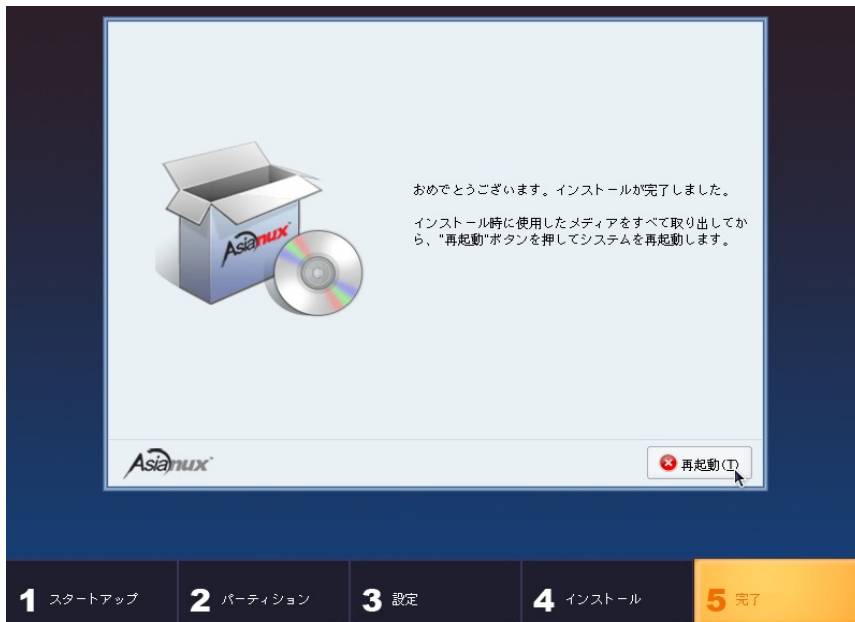 おめでとうございます。インストールが完了しました。
インストール時に使用したメディアをすべて取り出してか
ら、"再起動"ボタンを押してシステムを再起動します。
Asianux
Asianux
再起動(T)
1 スタートアップ
2 パーティション
3 設定
4 インストール
5 完了